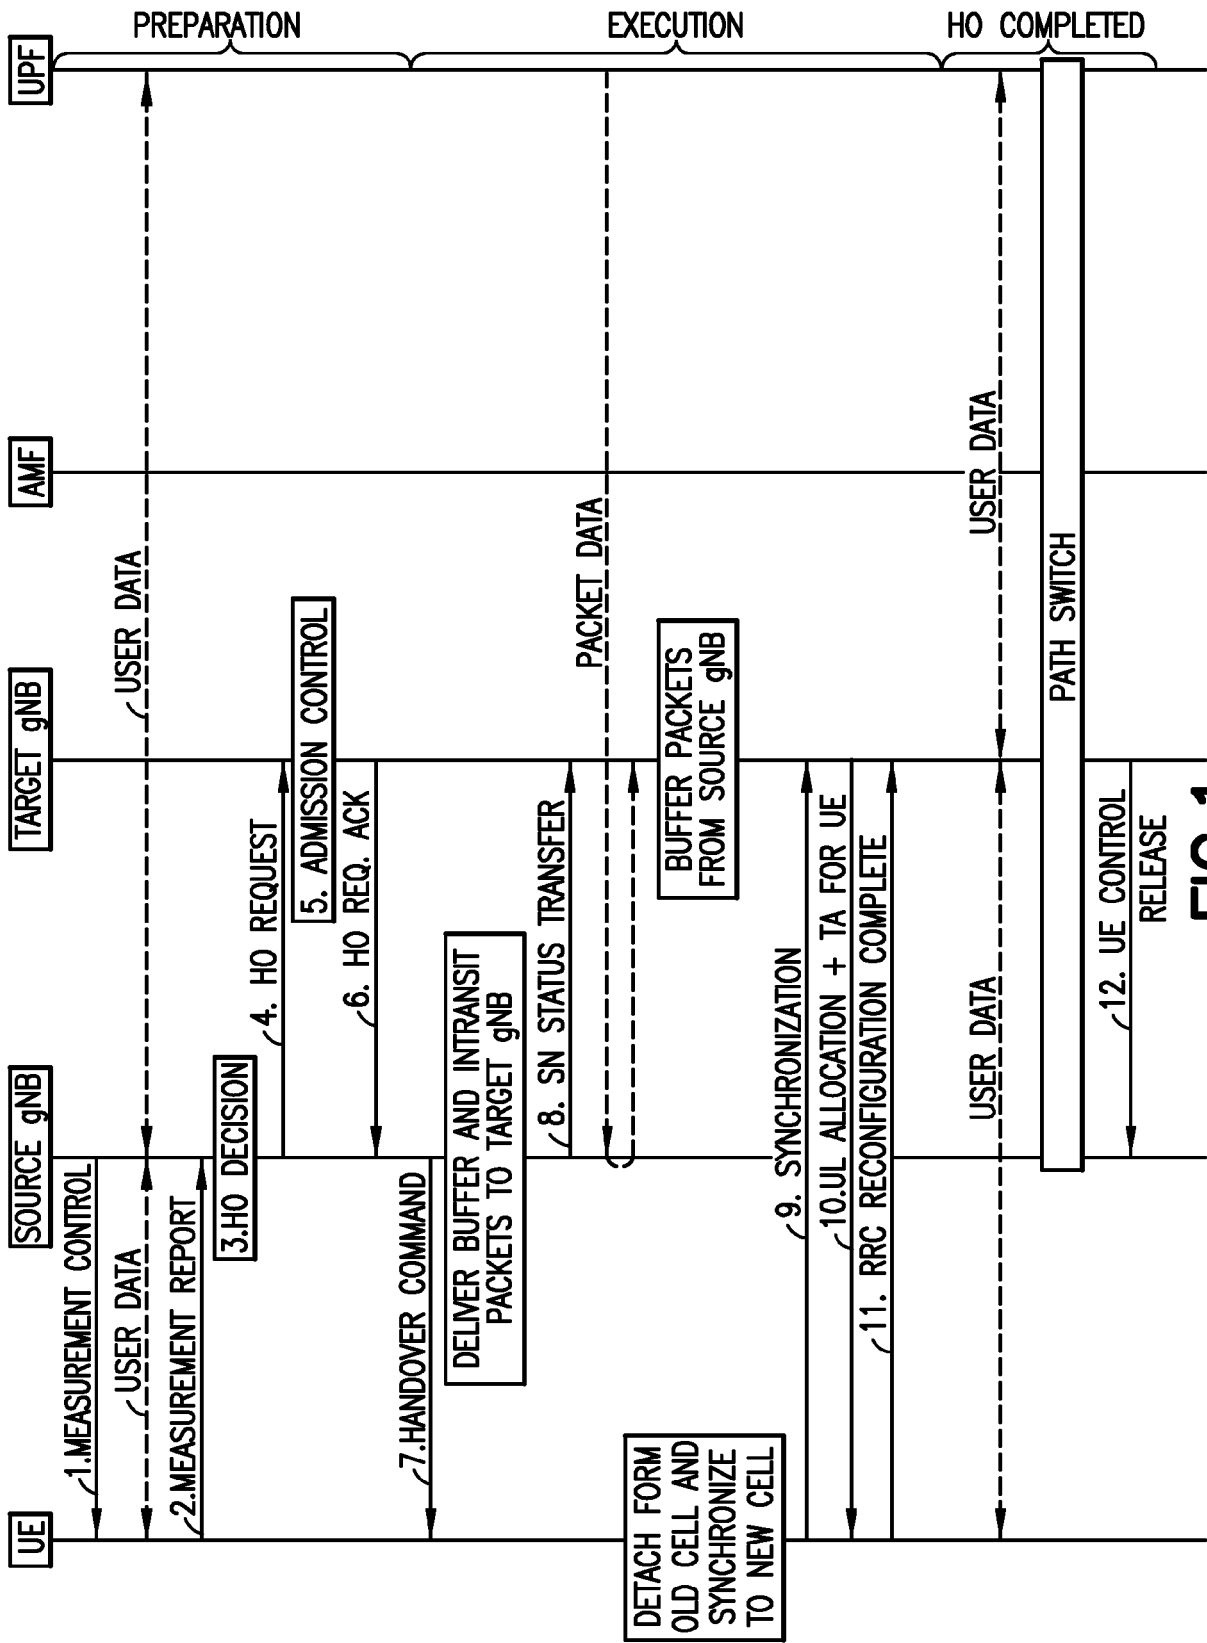 UE
SOURCE gNB
TARGET gNB
AMF
UPF
1.MEASUREMENT CONTROL
USER DATA
USER DATA
2.MEASUREMENT REPORT
3.HO DECISION
4. HO REQUEST
5. ADMISSION CONTROL
6. HO REQ. ACK
PREPARATION
7.HANDOVER COMMAND
DELIVER BUFFER AND INTRANSIT
PACKETS TO TARGET gNB
8. SN STATUS TRANSFER
PACKET DATA
DETACH FORM
OLD CELL AND
SYNCHRONIZE
TO NEW CELL
BUFFER PACKETS
FROM SOURCE gNB
9. SYNCHRONIZATION
10.UL ALLOCATION + TA FOR UE
11. RRC RECONFIGURATION COMPLETE
EXECUTION
USER DATA
USER DATA
PATH SWITCH
12. UE CONTROL
RELEASE
HO COMPLETED
FIG.1